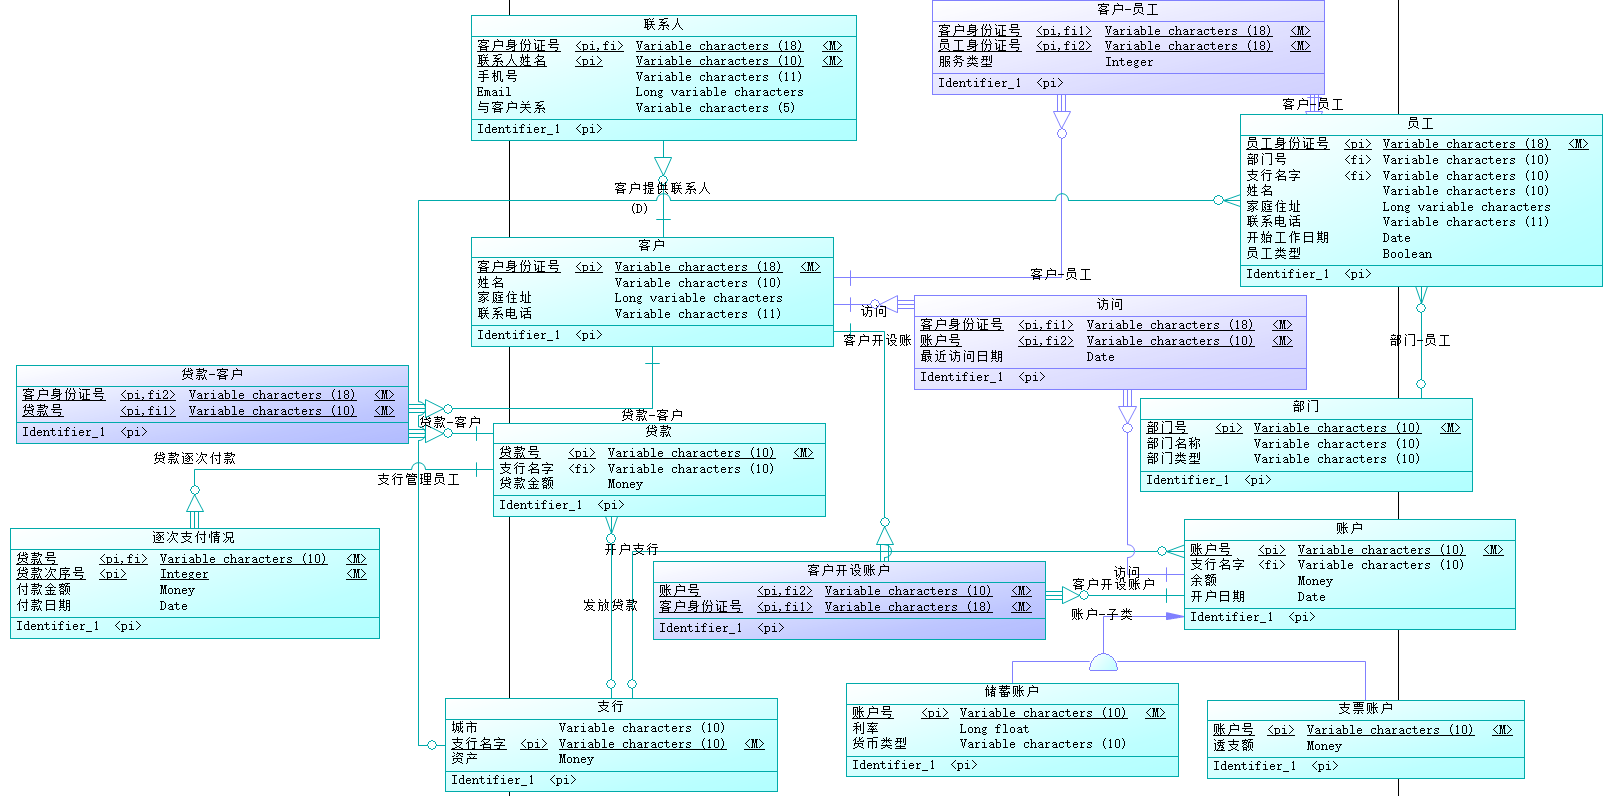 联系人
客户身份证号 <pi,fi> Variable characters (18) <M>
联系人姓名 <pi> Variable characters (10) <M>
手机号 Variable characters (11)
Email Long variable characters
与客户关系 Variable characters (5)
Identifier_1 <pi>
客户-员工
客户身份证号 <pi,fi1> Variable characters (18) <M>
员工身份证号 <pi,fi2> Variable characters (18) <M>
服务类型 Integer
Identifier_1 <pi>
客户-员工
员工
员工身份证号 <pi> Variable characters (18) <M>
部门号 <fi> Variable characters (10)
支行名字 <fi> Variable characters (10)
姓名 Variable characters (10)
家庭住址 Long variable characters
联系电话 Variable characters (11)
开始工作日期 Date
员工类型 Boolean
Identifier_1 <pi>
客户提供联系人
(D)
客户
客户身份证号 <pi> Variable characters (18) <M>
姓名 Variable characters (10)
家庭住址 Long variable characters
联系电话 Variable characters (11)
Identifier_1 <pi>
客户-员工
访问
客户开设账
访问
客户身份证号 <pi,fi1> Variable characters (18) <M>
账户号 <pi,fi2> Variable characters (10) <M>
最近访问日期 Date
Identifier_1 <pi>
部门-员工
贷款-客户
客户身份证号 <pi,fi2> Variable characters (18) <M>
贷款号 <pi,fi1> Variable characters (10) <M>
Identifier_1 <pi>
贷款-客户
贷款-客户
部门
部门号 <pi> Variable characters (10) <M>
部门名称 Variable characters (10)
部门类型 Variable characters (10)
Identifier_1 <pi>
贷款
贷款号 <pi> Variable characters (10) <M>
支行名字 <fi> Variable characters (10)
贷款金额 Money
Identifier_1 <pi>
贷款逐次付款
支行管理员工
逐次支付情况
贷款号 <pi,fi> Variable characters (10) <M>
贷款次序号 <pi> Integer <M>
付款金额 Money
付款日期 Date
Identifier_1 <pi>
开户支行
账户
账户号 <pi> Variable characters (10) <M>
支行名字 <fi> Variable characters (10)
余额 Money
开户日期 Date
Identifier_1 <pi>
客户开设账户
账户号 <pi,fi2> Variable characters (10) <M>
客户身份证号 <pi,fi1> Variable characters (18) <M>
Identifier_1 <pi>
访问
客户开设账户
账户-子类
发放贷款
支行
城市 Variable characters (10)
支行名字 <pi> Variable characters (10) <M>
资产 Money
Identifier_1 <pi>
储蓄账户
账户号 <pi> Variable characters (10) <M>
利率 Long float
货币类型 Variable characters (10)
Identifier_1 <pi>
支票账户
账户号 <pi> Variable characters (10) <M>
透支额 Money
Identifier_1 <pi>